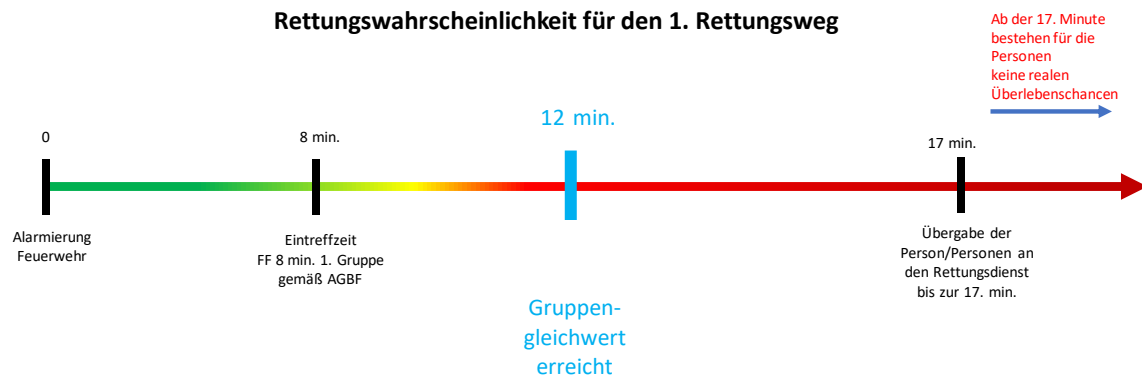 Rettungswahrscheinlichkeit für den 1. Rettungsweg
Ab der 17. Minute
bestehen für die
Personen
keine realen
Überlebenschancen
0
8 min.
12 min.
17 min.
Alarmierung
Feuerwehr
Eintreffzeit
FF 8 min. 1. Gruppe
gemäß AGBF
Gruppen-
gleichwert
erreicht
Übergabe der
Person/Personen an
den Rettungsdienst
bis zur 17. min.